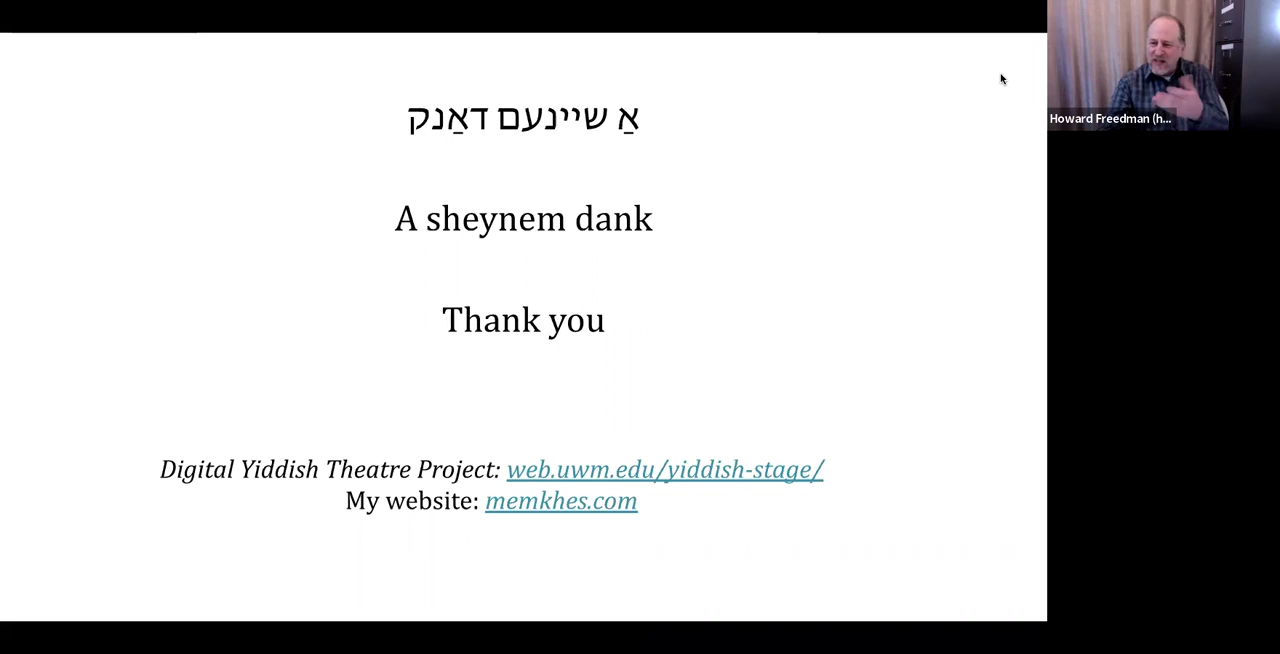 אַ שיינעם דאַנק
A sheynem dank
Thank you
Digital Yiddish Theatre Project: web.uwm.edu/yiddish-stage/
My website: memkhes.com
Howard Freedman (h...